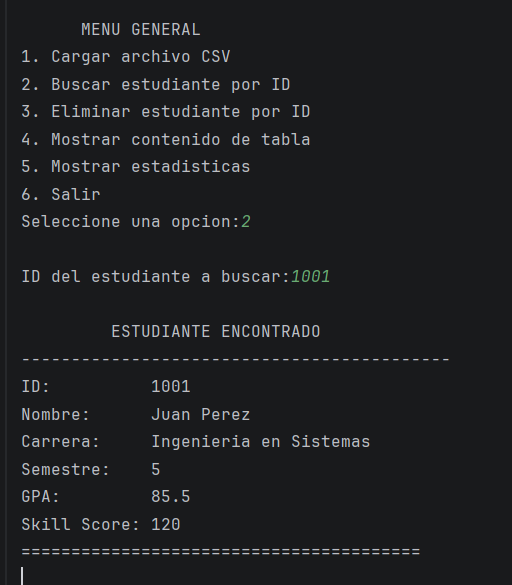 MENU GENERAL
1. Cargar archivo CSV
2. Buscar estudiante por ID
3. Eliminar estudiante por ID
4. Mostrar contenido de tabla
5. Mostrar estadisticas
6. Salir
Seleccione una opcion:2
ID del estudiante a buscar:1001
ESTUDIANTE ENCONTRADO
-------------------------------------------
ID: 1001
Nombre: Juan Perez
Carrera: Ingenieria en Sistemas
Semestre: 5
GPA: 85.5
Skill Score: 120
========================================